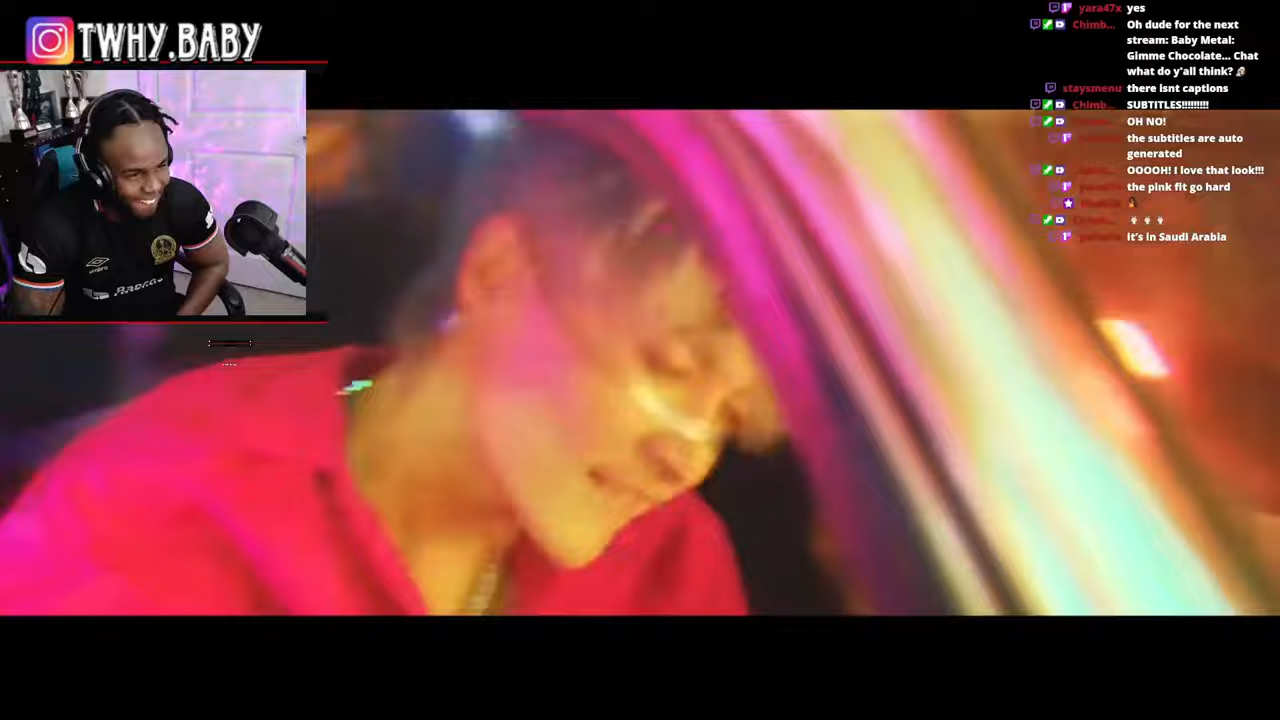 TWHY.BABY
yara47x yes
Chimb... Oh dude for the next
stream: Baby Metal:
Gimme Chocolate... Chat
what do y'all think?
staysmenu there isnt captions
Chimb... SUBTITLES!!!!!!!!!
OH NO!
the subtitles are auto
generated
OOOOH! I love that look!!!
the pink fit go hard
it's in Saudi Arabia
umbro